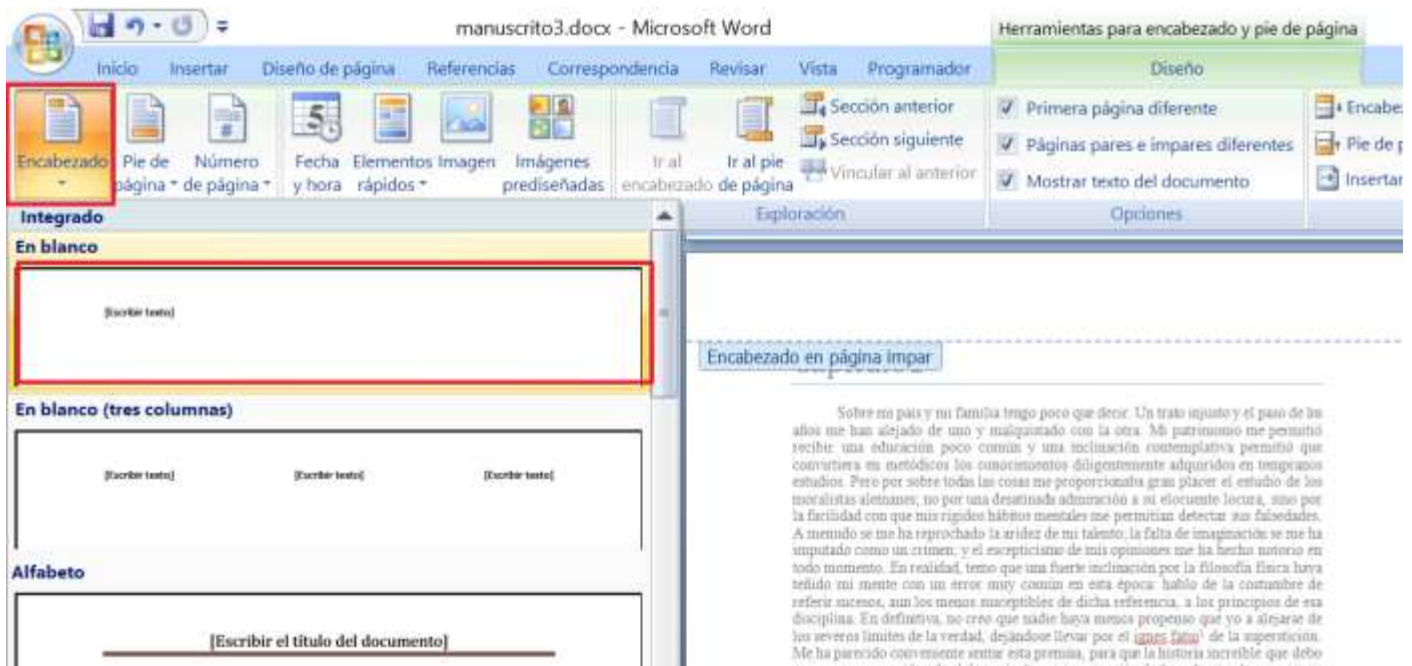 manuscrito3.docx - Microsoft Word
Herramientas para encabezado y pie de página
Inicio Insertar Diseño de página Referencias Correspondencia Revisar Vista Programador Diseño
Encabezado
Pie de página
Número de página
Fecha y hora
Elementos rápidos
Imagen
Imágenes prediseñadas
Ir al encabezado
Ir al pie de página
Sección anterior
Sección siguiente
Vincular al anterior
Exploración
Primera página diferente
Páginas pares e impares diferentes
Mostrar texto del documento
Opciones
Encabez
Pie de p
Insertar
Integrado
En blanco
[Escribir texto]
En blanco (tres columnas)
[Escribir texto] [Escribir texto] [Escribir texto]
Alfabeto
[Escribir el título del documento]
Encabezado en página impar
Sobre mi país y mi familia tengo poco que decir. Un trato injusto y el paso de los
años me han alejado de uno y malquistado con la otra. Mi patrimonio me permitió
recibir una educación poco común y una inclinación contemplativa permitió que
convirtiera en metódicos los conocimientos diligentemente adquiridos en tempranos
estudios. Pero por sobre todas las cosas me proporcionaba gran placer el estudio de los
moralistas alemanes; no por una desatinada admiración a su elocuente locura, sino por
la facilidad con que mis rígidos hábitos mentales me permitían detectar sus falsedades.
A menudo se me ha reprochado la aridez de mi talento; la falta de imaginación se me ha
imputado como un crimen, y el escepticismo de mis opiniones me ha hecho notorio en
todo momento. En realidad, temo que una fuerte inclinación por la filosofía física haya
teñido mi mente con un error muy común en esta época: hablo de la costumbre de
referir sucesos, aun los menos susceptibles de dicha referencia, a los principios de esa
disciplina. En definitiva, no creo que nadie haya menos propenso que yo a alejarse de
los severos límites de la verdad, dejándose llevar por el ignes fatui¹ de la superstición.
Me ha parecido conveniente sentar esta premisa, para que la historia increíble que debo